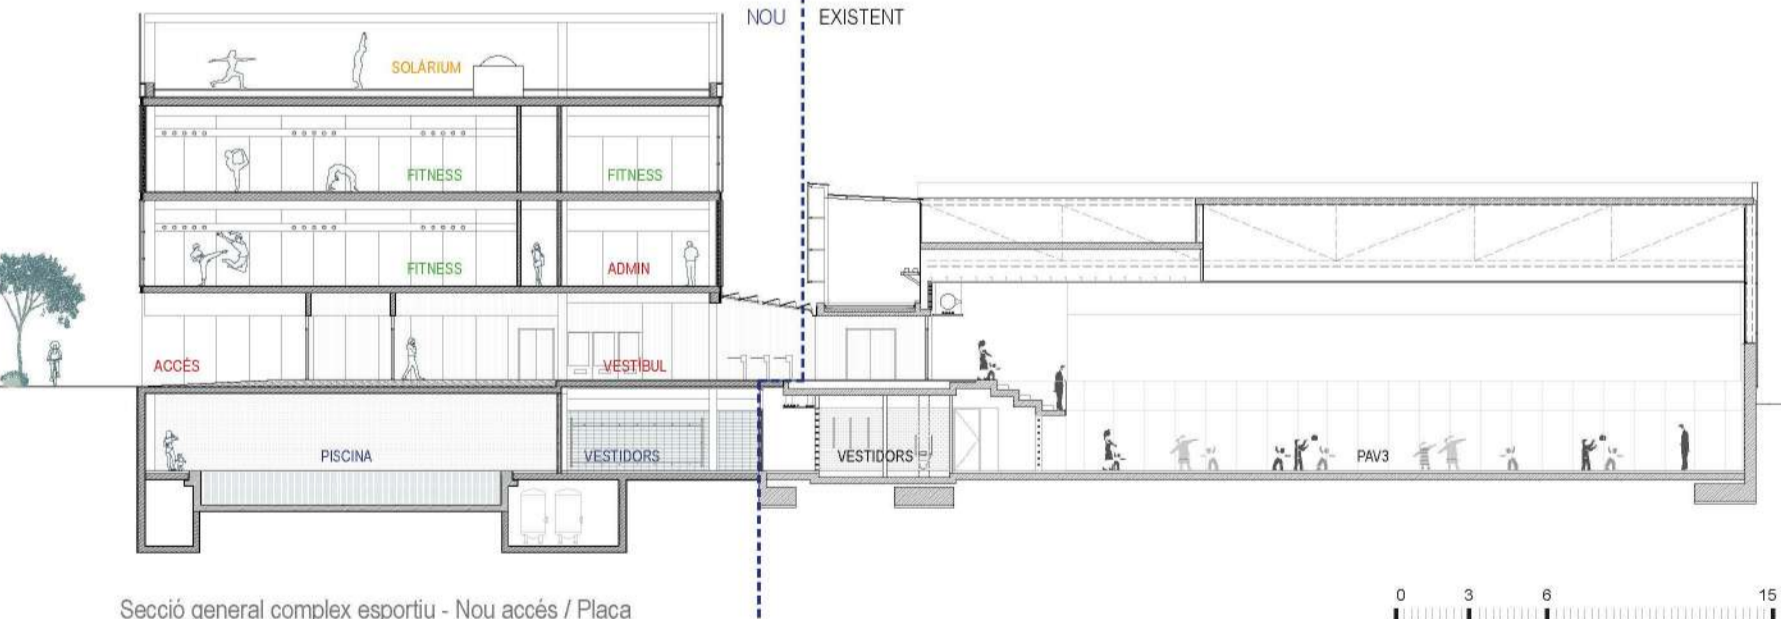 NOU EXISTENT
SOLÀRIUM
FITNESS FITNESS
FITNESS ADMIN
ACCÉS VESTÍBUL
PISCINA VESTIDORS VESTIDORS PAV3
Secció general complex esportiu - Nou accés / Plaça
0 3 6 15